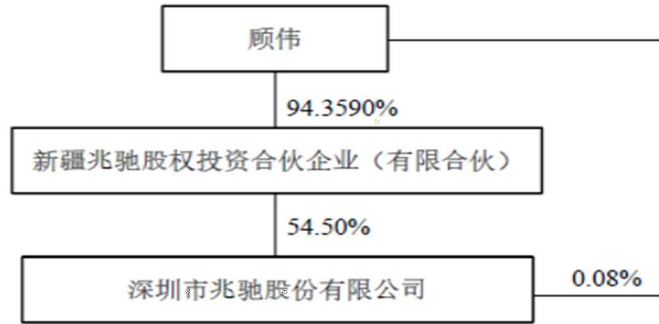 顾伟
94.3590%
新疆兆驰股权投资合伙企业（有限合伙）
54.50%
深圳市兆驰股份有限公司
0.08%